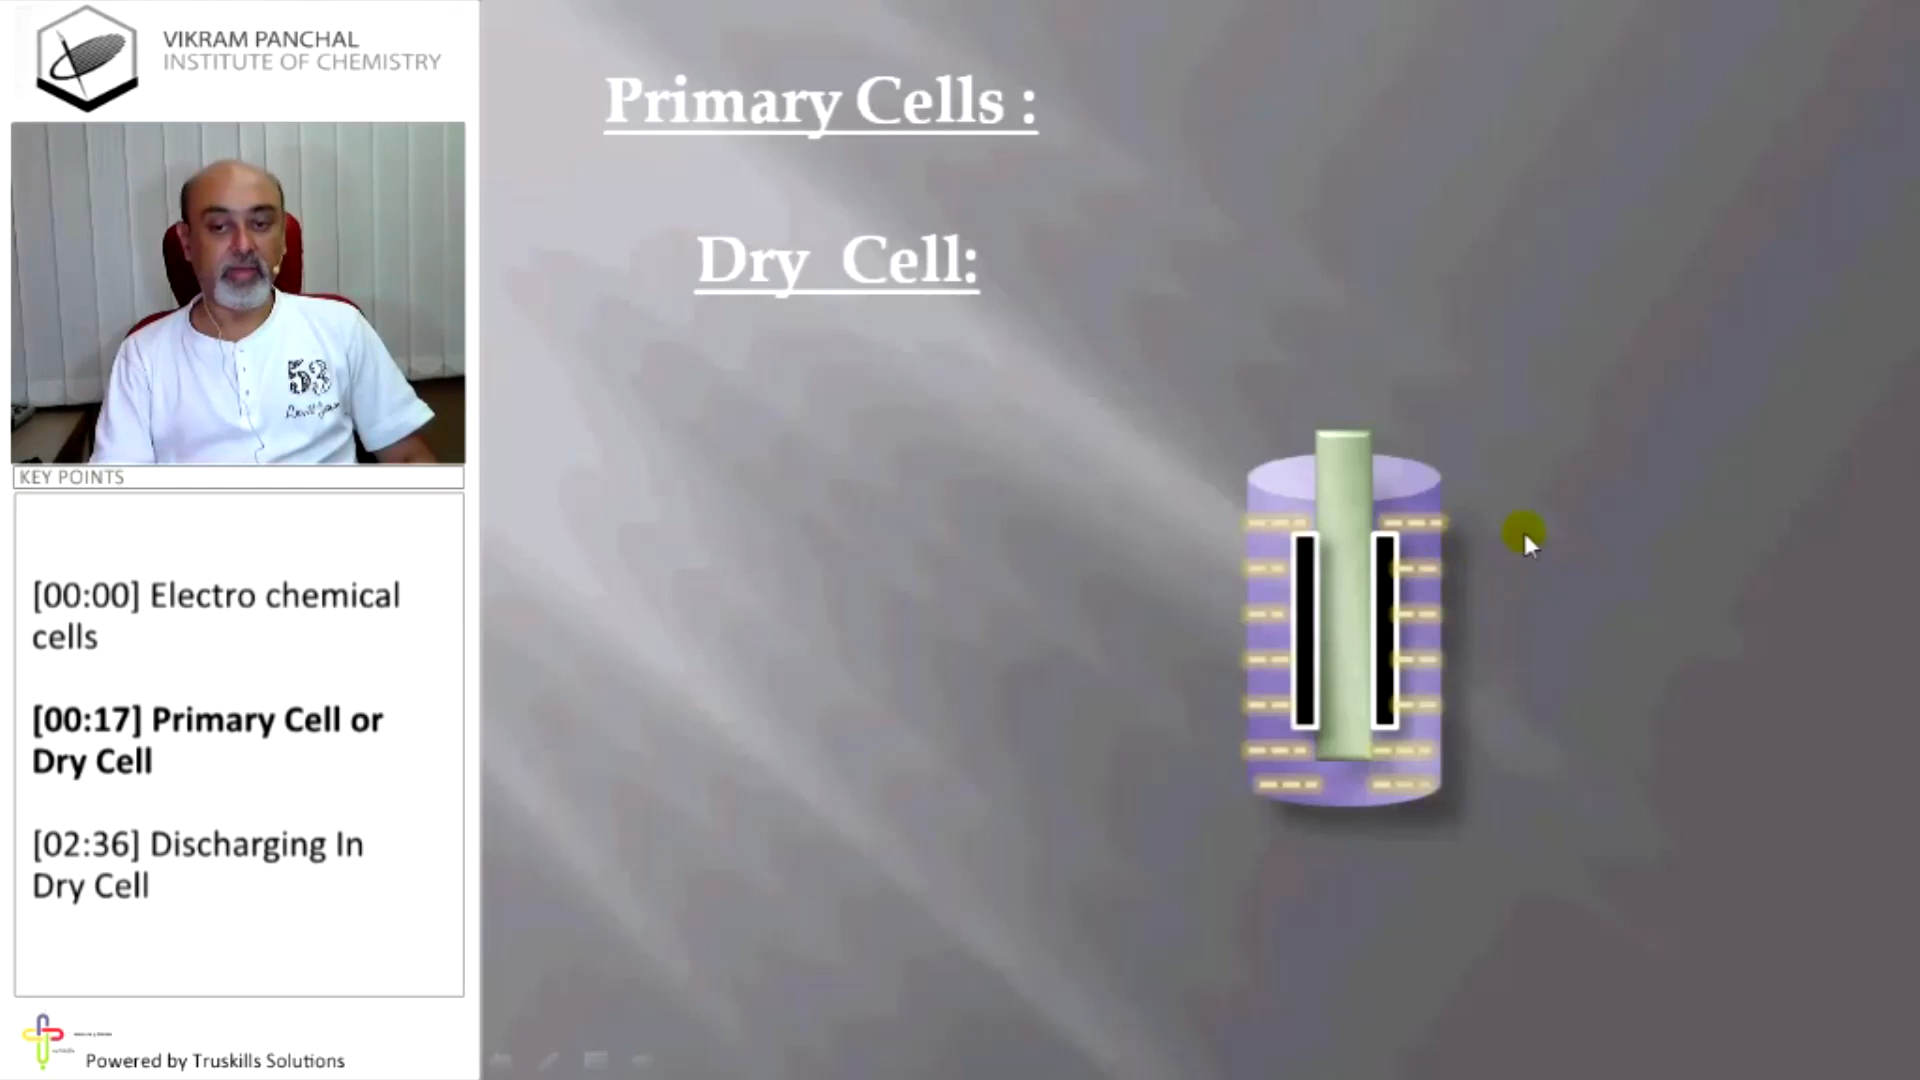 VIKRAM PANCHAL
INSTITUTE OF CHEMISTRY
Primary Cells :
Dry Cell:
53
KEY POINTS
[00:00] Electro chemical
cells
[00:17] Primary Cell or
Dry Cell
[02:36] Discharging In
Dry Cell
Powered by Truskills Solutions